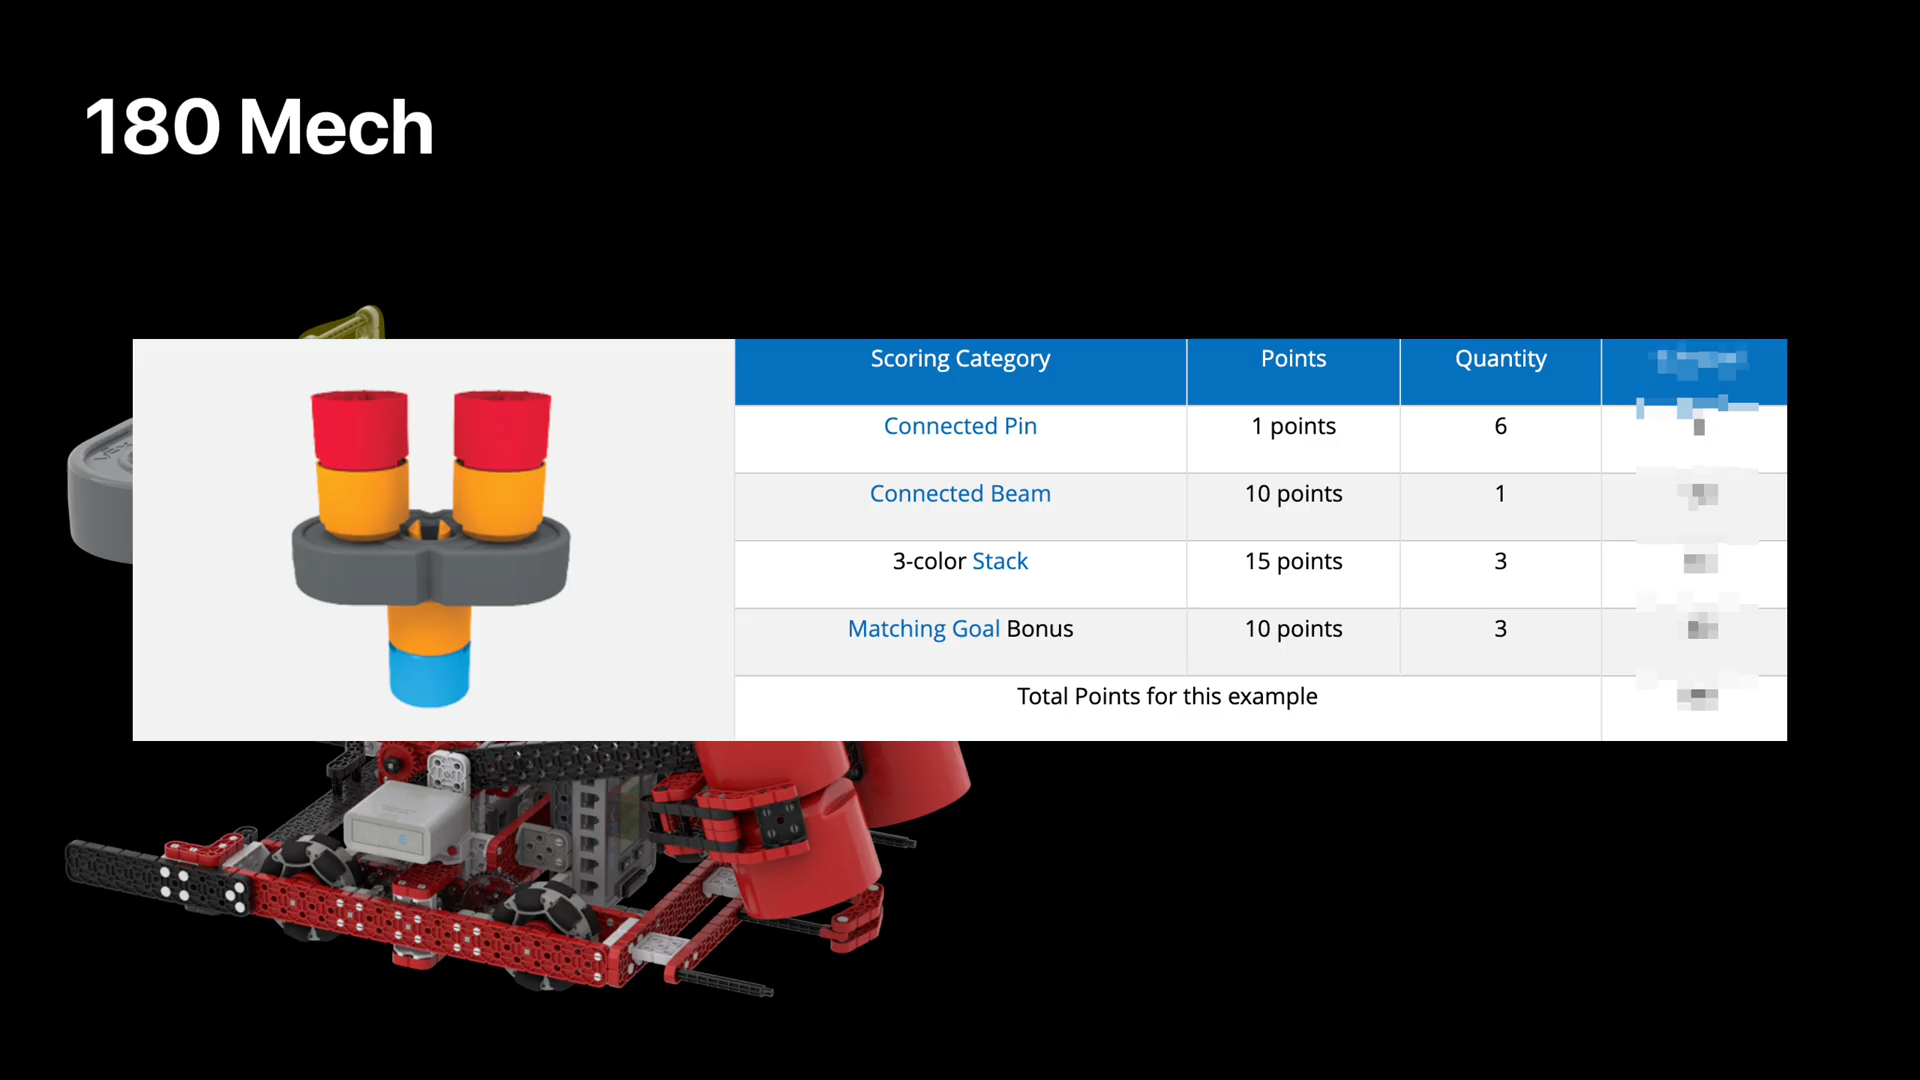 180 Mech
Scoring Category Points Quantity
Connected Pin 1 points 6
Connected Beam 10 points 1
3-color Stack 15 points 3
Matching Goal Bonus 10 points 3
Total Points for this example